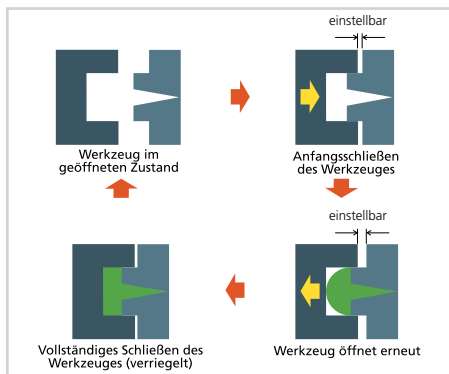 einstellbar
Werkzeug im
geöffneten Zustand
Anfangsschließen
des Werkzeuges
einstellbar
Vollständiges Schließen des
Werkzeuges (verriegelt)
Werkzeug öffnet erneut